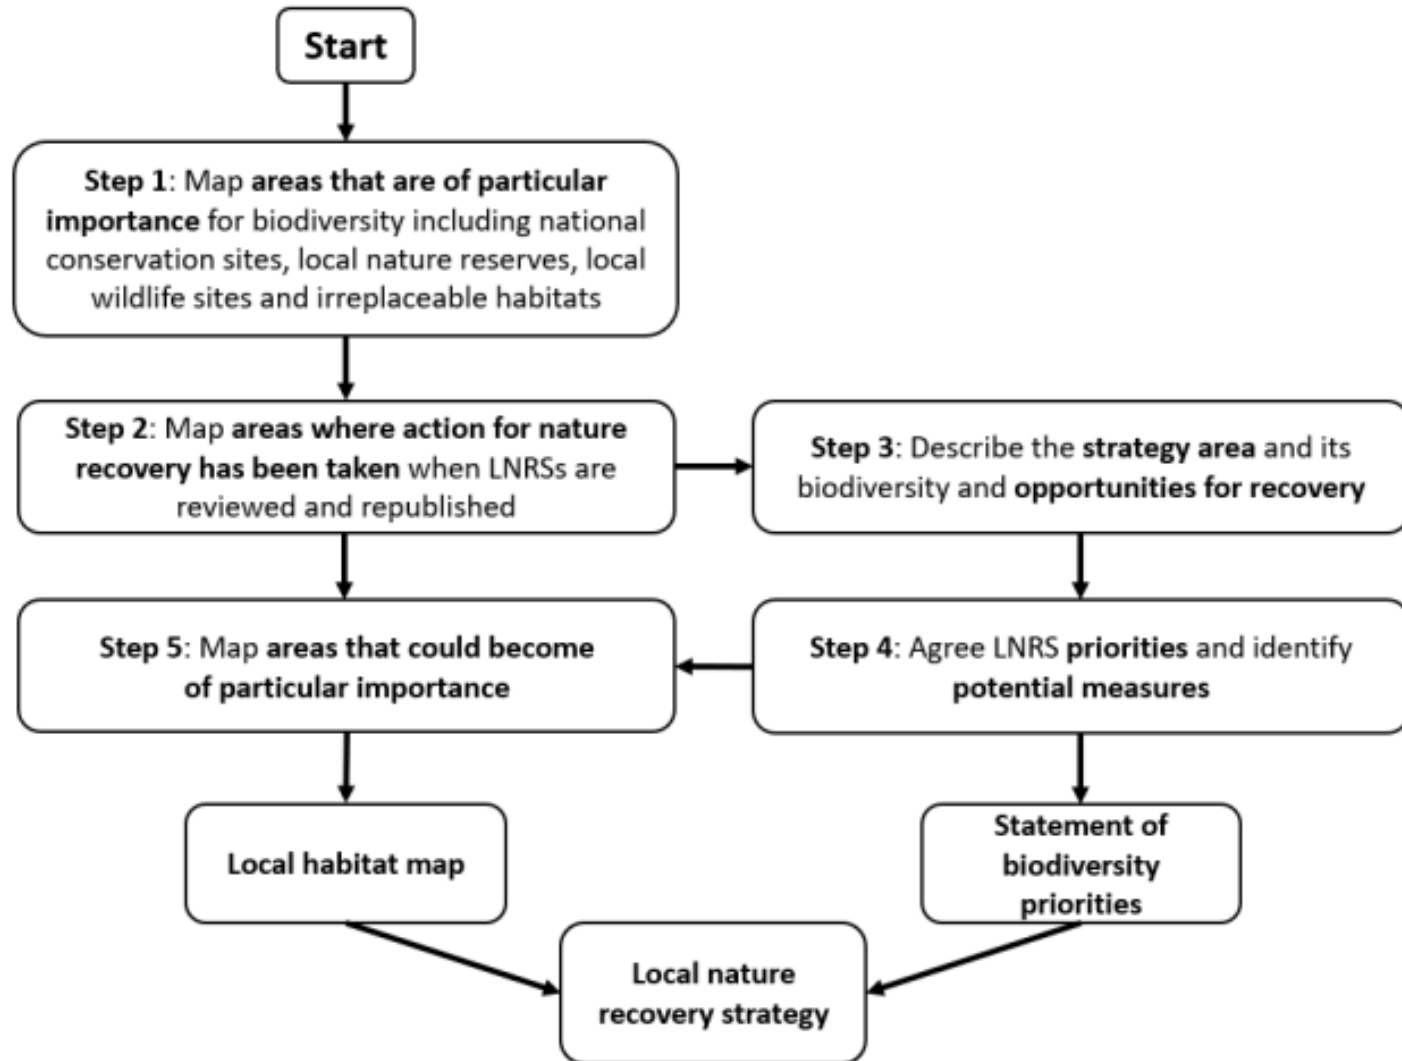 Start
Step 1: Map areas that are of particular
importance for biodiversity including national
conservation sites, local nature reserves, local
wildlife sites and irreplaceable habitats
Step 2: Map areas where action for nature
recovery has been taken when LNRSs are
reviewed and republished
Step 3: Describe the strategy area and its
biodiversity and opportunities for recovery
Step 4: Agree LNRS priorities and identify
potential measures
Step 5: Map areas that could become
of particular importance
Local habitat map
Statement of
biodiversity
priorities
Local nature
recovery strategy